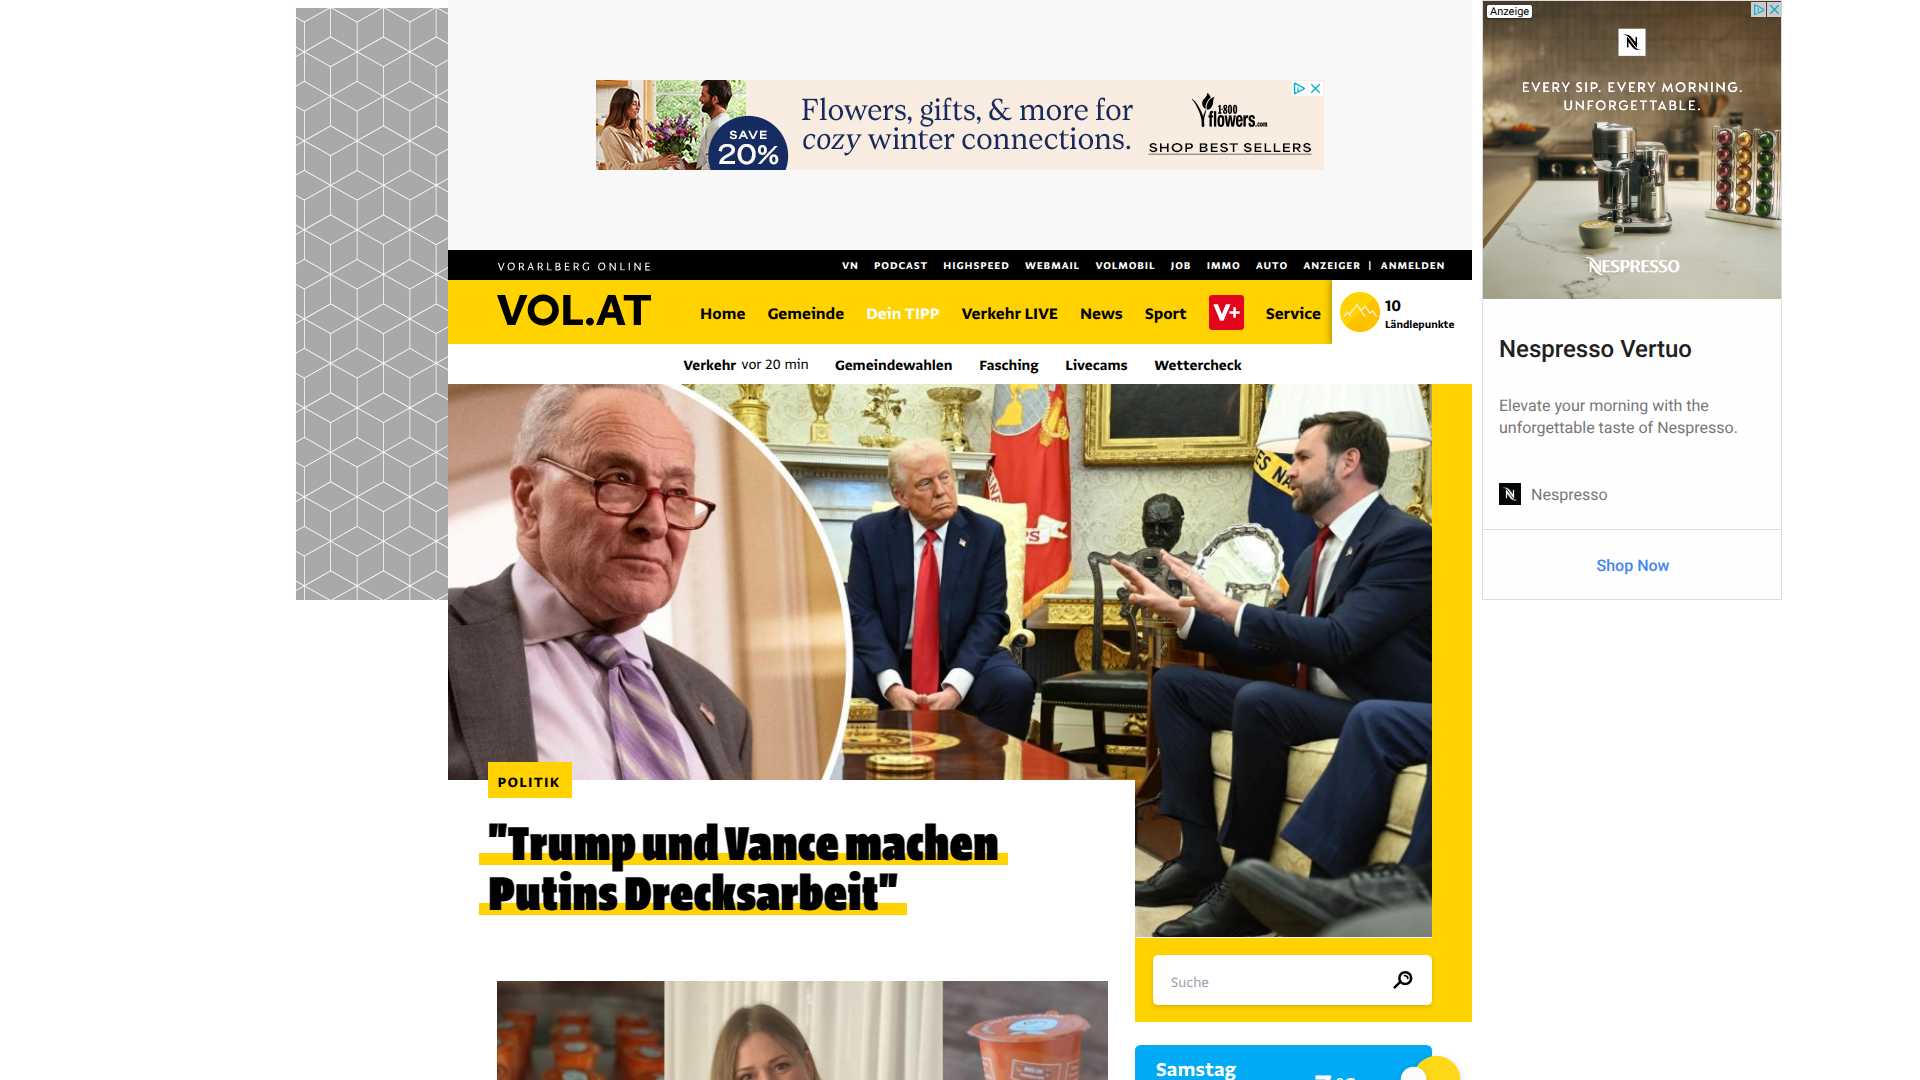 Flowers, gifts, & more for
cozy winter connections.
SAVE
20%
1·800
flowers.com
SHOP BEST SELLERS
Anzeige
EVERY SIP. EVERY MORNING.
UNFORGETTABLE.
NESPRESSO
Nespresso Vertuo
Elevate your morning with the
unforgettable taste of Nespresso.
Nespresso
Shop Now
VORARLBERG ONLINE
VN PODCAST HIGHSPEED WEBMAIL VOLMOBIL JOB IMMO AUTO ANZEIGER | ANMELDEN
VOL.AT
Home Gemeinde Dein TIPP Verkehr LIVE News Sport V+ Service
10
Ländlepunkte
Verkehr vor 20 min Gemeindewahlen Fasching Livecams Wettercheck
POLITIK
"Trump und Vance machen
Putins Drecksarbeit"
Suche
Samstag